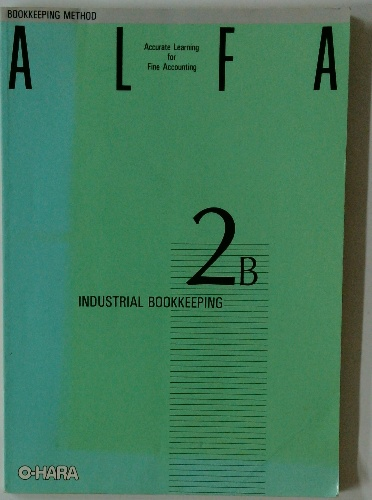 BOOKKEEPING METHOD
A L F A
Accurate Learning
for
Fine Accounting
2B
INDUSTRIAL BOOKKEEPING
O-HARA